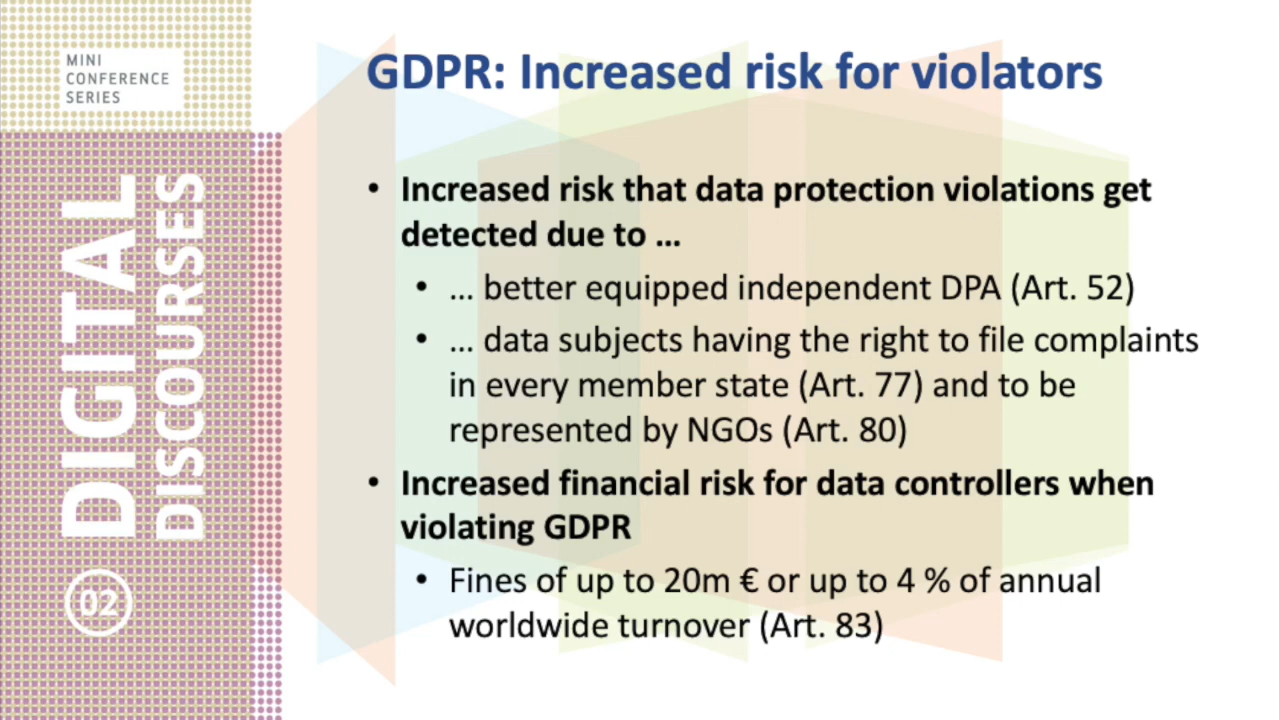 MINI
CONFERENCE
SERIES
DIGITAL
DISCOURSES
02
GDPR: Increased risk for violators
• Increased risk that data protection violations get
detected due to …
• … better equipped independent DPA (Art. 52)
• … data subjects having the right to file complaints
in every member state (Art. 77) and to be
represented by NGOs (Art. 80)
• Increased financial risk for data controllers when
violating GDPR
• Fines of up to 20m € or up to 4 % of annual
worldwide turnover (Art. 83)